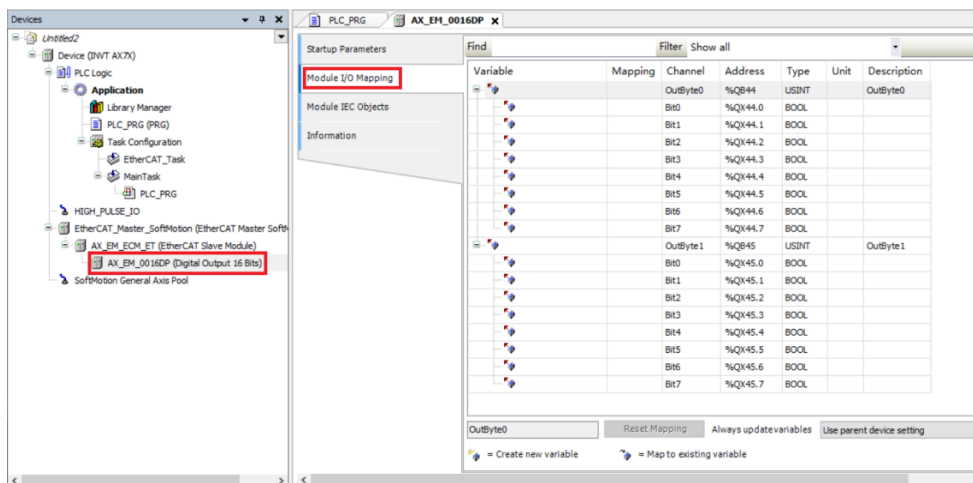 Devices
Untitled2
Device (INVT AX7X)
PLC Logic
Application
Library Manager
PLC_PRG (PRG)
Task Configuration
EtherCAT_Task
MainTask
PLC_PRG
HIGH_PULSE_IO
EtherCAT_Master_SoftMotion (EtherCAT Master SoftM
AX_EM_ECM_ET (EtherCAT Slave Module)
AX_EM_0016DP (Digital Output 16 Bits)
SoftMotion General Axis Pool
PLC_PRG AX_EM_0016DP
Startup Parameters
Module I/O Mapping
Module IEC Objects
Information
Find Filter Show all
Variable Mapping Channel Address Type Unit Description
OutByte0 %QB44 USINT OutByte0
Bit0 %QX44.0 BOOL
Bit1 %QX44.1 BOOL
Bit2 %QX44.2 BOOL
Bit3 %QX44.3 BOOL
Bit4 %QX44.4 BOOL
Bit5 %QX44.5 BOOL
Bit6 %QX44.6 BOOL
Bit7 %QX44.7 BOOL
OutByte1 %QB45 USINT OutByte1
Bit0 %QX45.0 BOOL
Bit1 %QX45.1 BOOL
Bit2 %QX45.2 BOOL
Bit3 %QX45.3 BOOL
Bit4 %QX45.4 BOOL
Bit5 %QX45.5 BOOL
Bit6 %QX45.6 BOOL
Bit7 %QX45.7 BOOL
OutByte0 Reset Mapping Always update variables Use parent device setting
= Create new variable = Map to existing variable